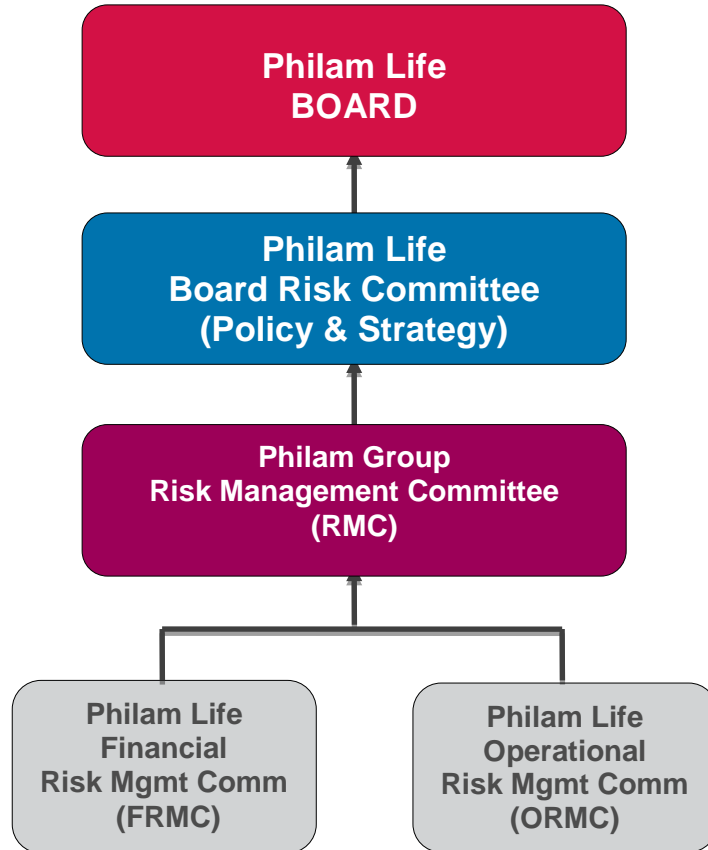 Philam Life
BOARD
Philam Life
Board Risk Committee
(Policy & Strategy)
Philam Group
Risk Management Committee
(RMC)
Philam Life
Financial
Risk Mgmt Comm
(FRMC)
Philam Life
Operational
Risk Mgmt Comm
(ORMC)